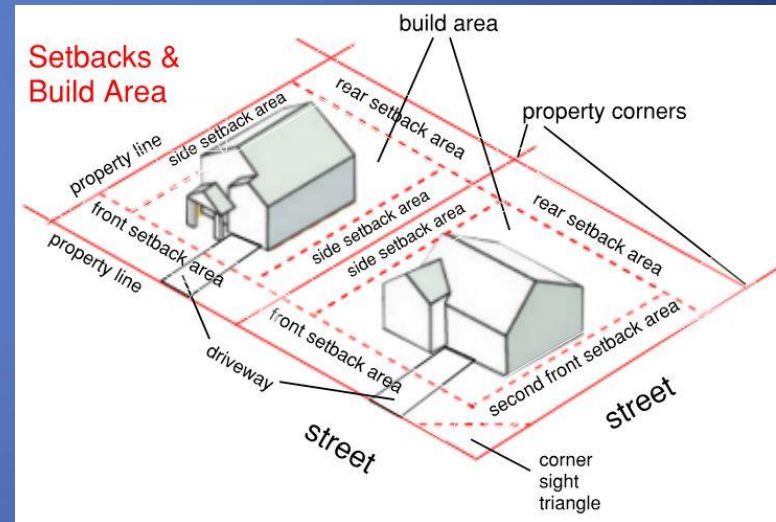 Setbacks &
Build Area
build area
property corners
property line
side setback area
rear setback area
front setback area
property line
side setback area
side setback area
rear setback area
front setback area
second front setback area
driveway
street
street
corner
sight
triangle